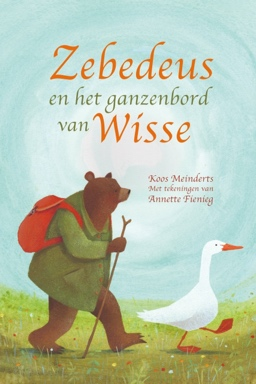 Zebedeus
en het ganzenbord
van Wisse
Koos Meinderts
Met tekeningen van
Annette Fienieg